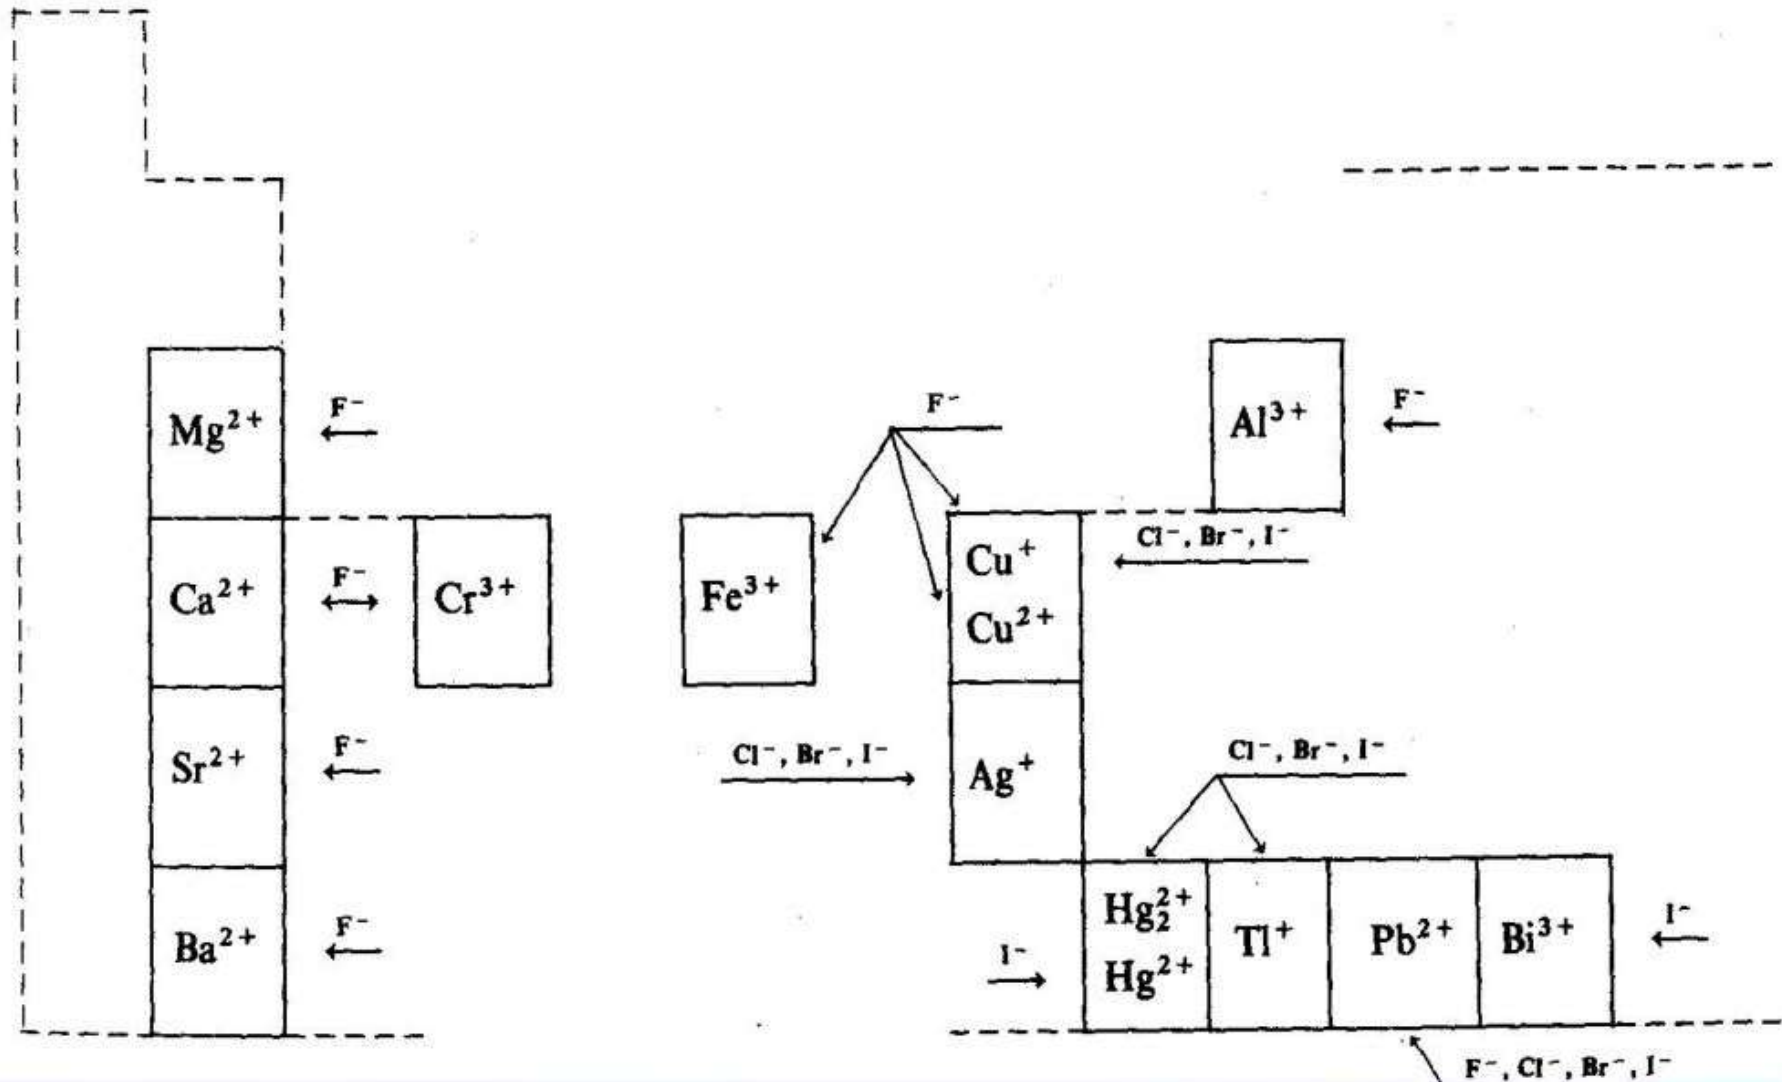 Mg²⁺
F⁻
F⁻
Al³⁺
F⁻
Ca²⁺
F⁻
Cr³⁺
Fe³⁺
Cu⁺
Cu²⁺
Cl⁻, Br⁻, I⁻
Sr²⁺
F⁻
Cl⁻, Br⁻, I⁻
Ag⁺
Cl⁻, Br⁻, I⁻
Ba²⁺
F⁻
I⁻
Hg₂²⁺
Hg²⁺
Tl⁺
Pb²⁺
Bi³⁺
I⁻
F⁻, Cl⁻, Br⁻, I⁻